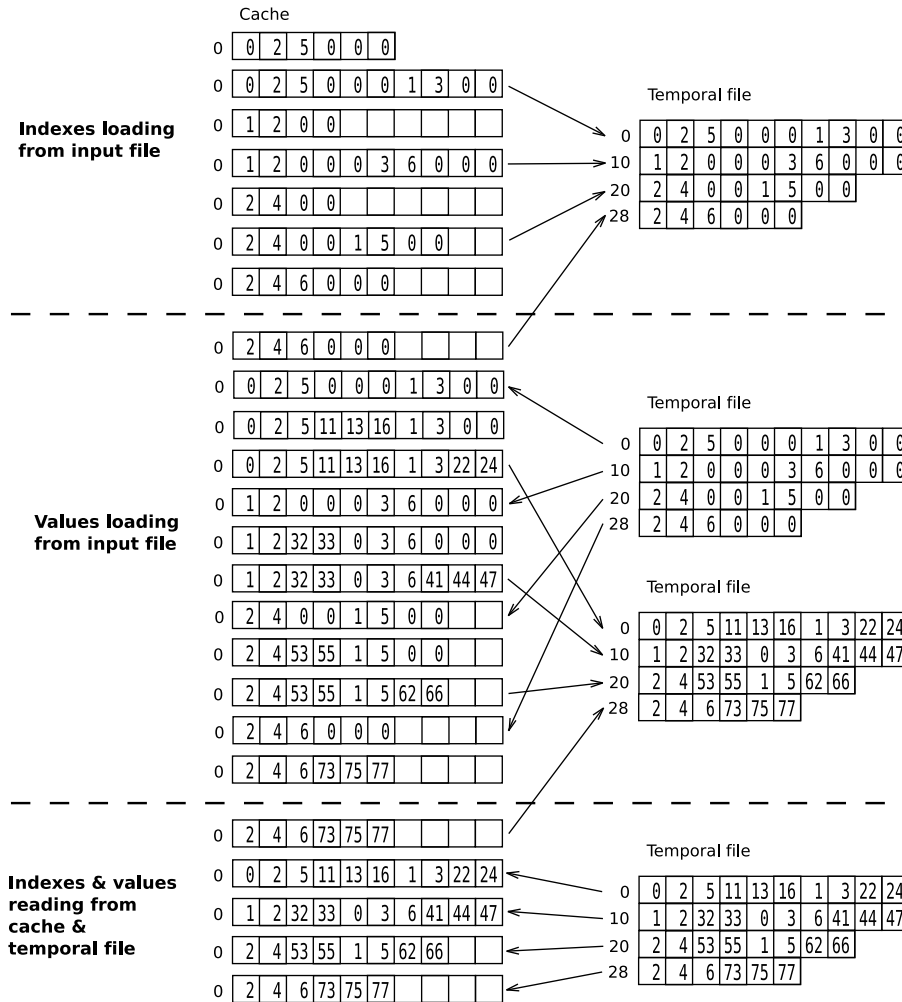 Cache
0 0 2 5 0 0 0
0 0 2 5 0 0 0 1 3 0 0
Temporal file
Indexes loading
from input file
0 1 2 0 0
0 0 2 5 0 0 0 1 3 0 0
0 1 2 0 0 0 3 6 0 0 0
10 1 2 0 0 0 3 6 0 0 0
0 2 4 0 0
20 2 4 0 0 1 5 0 0
28 2 4 6 0 0 0
0 2 4 0 0 1 5 0 0
0 2 4 6 0 0 0
0 2 4 6 0 0 0
0 0 2 5 0 0 0 1 3 0 0
Temporal file
0 0 2 5 11 13 16 1 3 0 0
0 0 2 5 0 0 0 1 3 0 0
0 0 2 5 11 13 16 1 3 22 24
10 1 2 0 0 0 3 6 0 0 0
0 1 2 0 0 0 3 6 0 0 0
20 2 4 0 0 1 5 0 0
28 2 4 6 0 0 0
Values loading
from input file
0 1 2 32 33 0 3 6 0 0 0
0 1 2 32 33 0 3 6 41 44 47
Temporal file
0 2 4 0 0 1 5 0 0
0 0 2 5 11 13 16 1 3 22 24
0 2 4 53 55 1 5 0 0
10 1 2 32 33 0 3 6 41 44 47
0 2 4 53 55 1 5 62 66
20 2 4 53 55 1 5 62 66
28 2 4 6 73 75 77
0 2 4 6 0 0 0
0 2 4 6 73 75 77
0 2 4 6 73 75 77
Temporal file
Indexes & values
reading from
cache &
temporal file
0 0 2 5 11 13 16 1 3 22 24
0 0 2 5 11 13 16 1 3 22 24
0 1 2 32 33 0 3 6 41 44 47
10 1 2 32 33 0 3 6 41 44 47
0 2 4 53 55 1 5 62 66
20 2 4 53 55 1 5 62 66
28 2 4 6 73 75 77
0 2 4 6 73 75 77